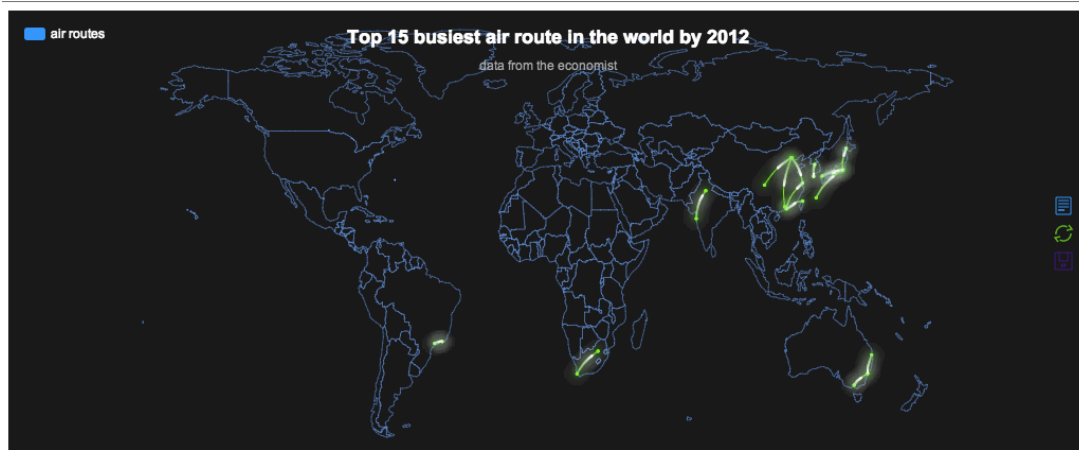 air routes
Top 15 busiest air route in the world by 2012
data from the economist